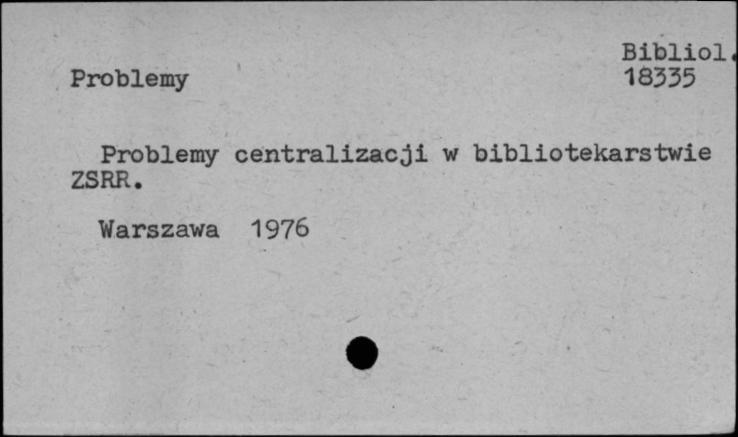 Bibliol.
Problemy 18335
Problemy centralizacji w bibliotekarstwie
ZSRR.
Warszawa 1976